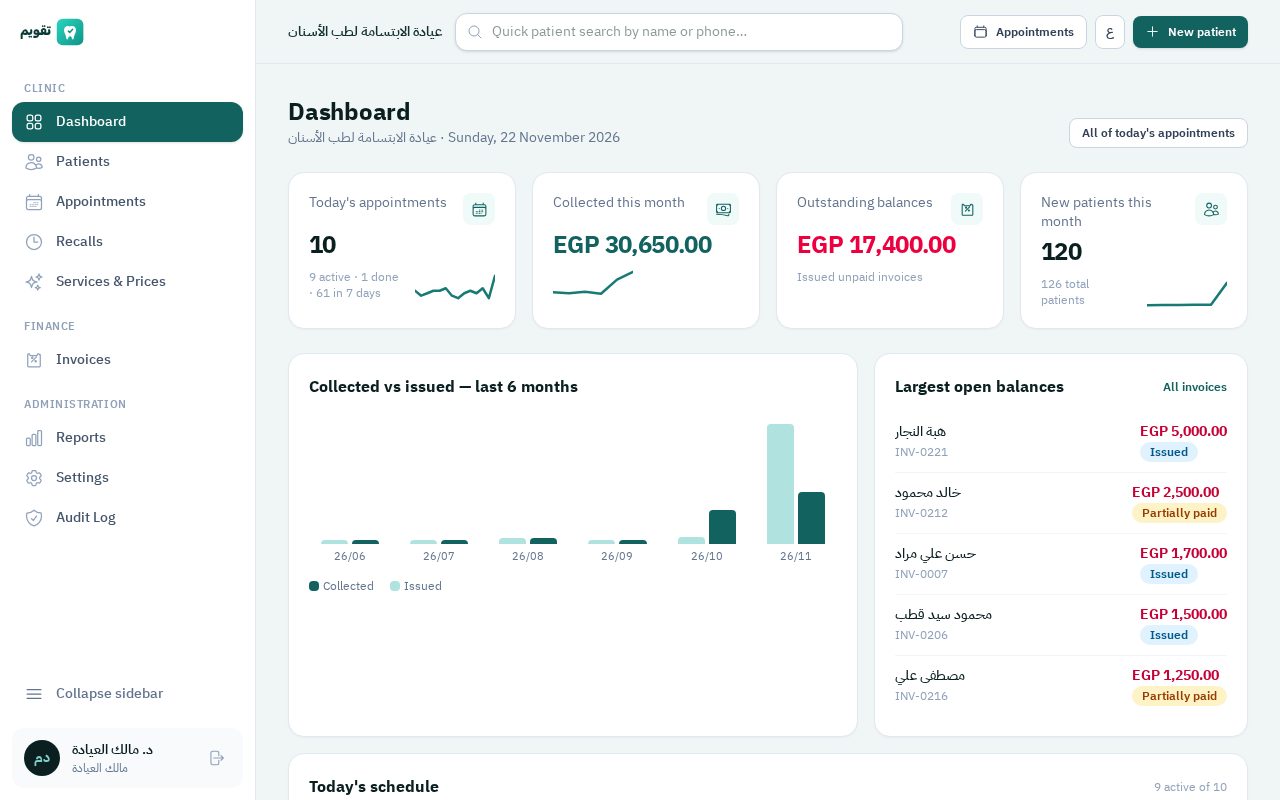 تقويم
CLINIC
Dashboard
Patients
Appointments
Recalls
Services & Prices
FINANCE
Invoices
ADMINISTRATION
Reports
Settings
Audit Log
Collapse sidebar
دم
د. مالك العيادة
مالك العيادة
عيادة الابتسامة لطب الأسنان
Quick patient search by name or phone...
Appointments
ع
New patient
Dashboard
عيادة الابتسامة لطب الأسنان · Sunday, 22 November 2026
All of today's appointments
Today's appointments
10
9 active · 1 done
· 61 in 7 days
Collected this month
EGP 30,650.00
Outstanding balances
EGP 17,400.00
Issued unpaid invoices
New patients this
month
120
126 total
patients
Collected vs issued — last 6 months
26/06 26/07 26/08 26/09 26/10 26/11
Collected Issued
Largest open balances
All invoices
هبة النجار EGP 5,000.00
INV-0221 Issued
خالد محمود EGP 2,500.00
INV-0212 Partially paid
حسن علي مراد EGP 1,700.00
INV-0007 Issued
محمود سيد قطب EGP 1,500.00
INV-0206 Issued
مصطفى علي EGP 1,250.00
INV-0216 Partially paid
Today's schedule
9 active of 10